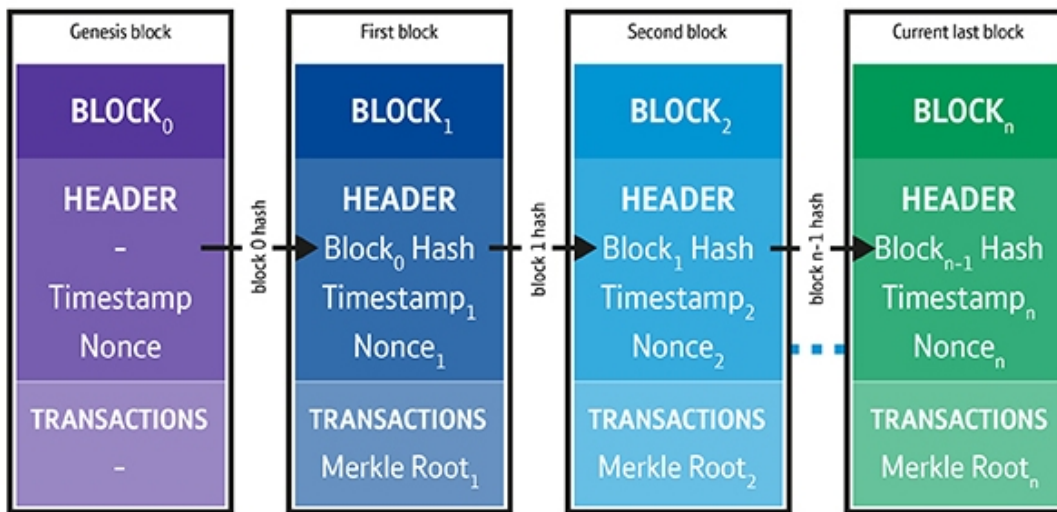 Genesis block
BLOCK₀
HEADER
-
Timestamp
Nonce
TRANSACTIONS
-
block 0 hash
First block
BLOCK₁
HEADER
Block₀ Hash
Timestamp₁
Nonce₁
TRANSACTIONS
Merkle Root₁
block 1 hash
Second block
BLOCK₂
HEADER
Block₁ Hash
Timestamp₂
Nonce₂
TRANSACTIONS
Merkle Root₂
block n-1 hash
Current last block
BLOCKₙ
HEADER
Blockₙ₋₁ Hash
Timestampₙ
Nonceₙ
TRANSACTIONS
Merkle Rootₙ